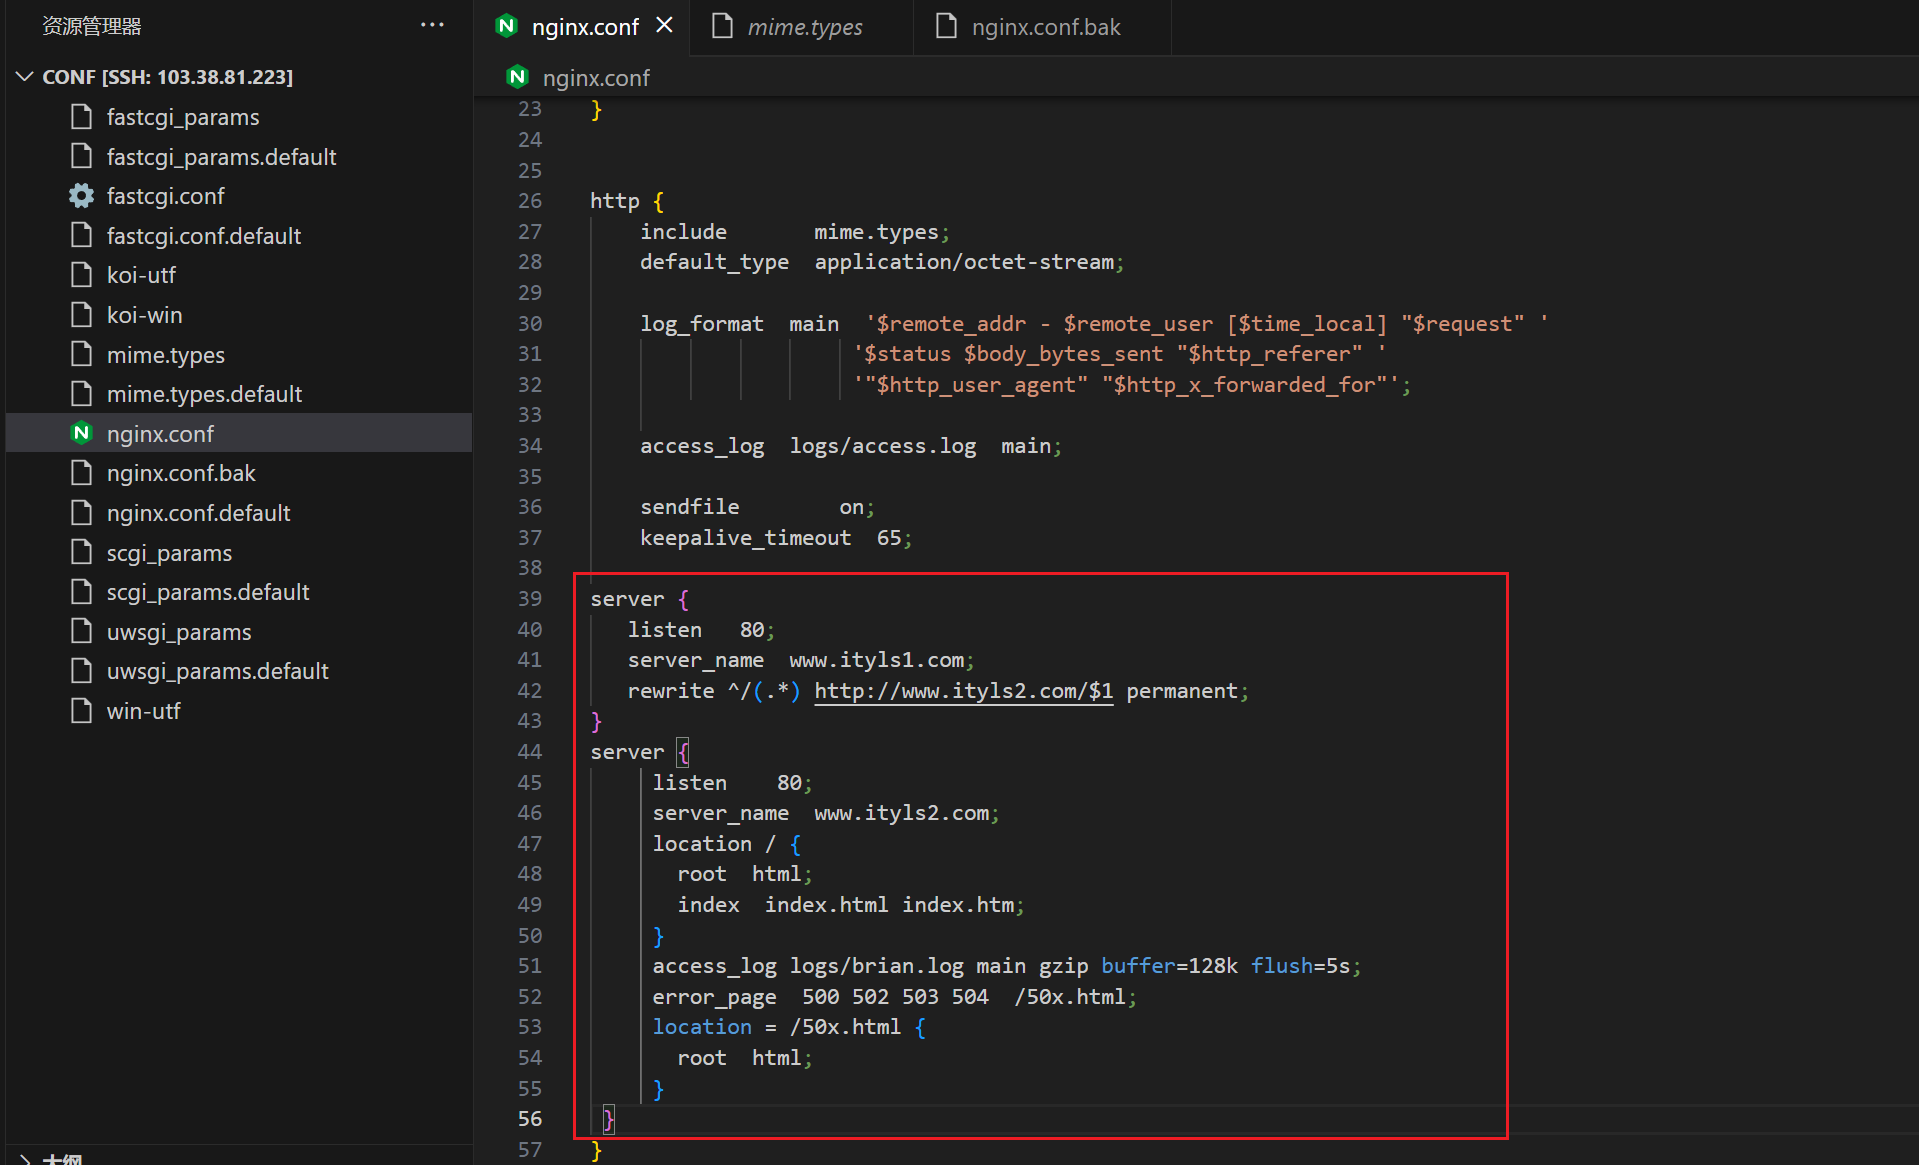 资源管理器
···
CONF [SSH: 103.38.81.223]
fastcgi_params
fastcgi_params.default
fastcgi.conf
fastcgi.conf.default
koi-utf
koi-win
mime.types
mime.types.default
nginx.conf
nginx.conf.bak
nginx.conf.default
scgi_params
scgi_params.default
uwsgi_params
uwsgi_params.default
win-utf
大纲
nginx.conf
mime.types
nginx.conf.bak
nginx.conf
23 }
24
25
26 http {
27     include       mime.types;
28     default_type  application/octet-stream;
29
30     log_format  main  '$remote_addr - $remote_user [$time_local] "$request" '
31                      '$status $body_bytes_sent "$http_referer" '
32                      '"$http_user_agent" "$http_x_forwarded_for"';
33
34     access_log  logs/access.log  main;
35
36     sendfile        on;
37     keepalive_timeout  65;
38
39 server {
40    listen   80;
41    server_name  www.ityls1.com;
42    rewrite ^/(.*) http://www.ityls2.com/$1 permanent;
43 }
44 server {
45      listen    80;
46      server_name  www.ityls2.com;
47      location / {
48        root  html;
49        index  index.html index.htm;
50      }
51      access_log logs/brian.log main gzip buffer=128k flush=5s;
52      error_page  500 502 503 504  /50x.html;
53      location = /50x.html {
54        root  html;
55      }
56  }
57 }